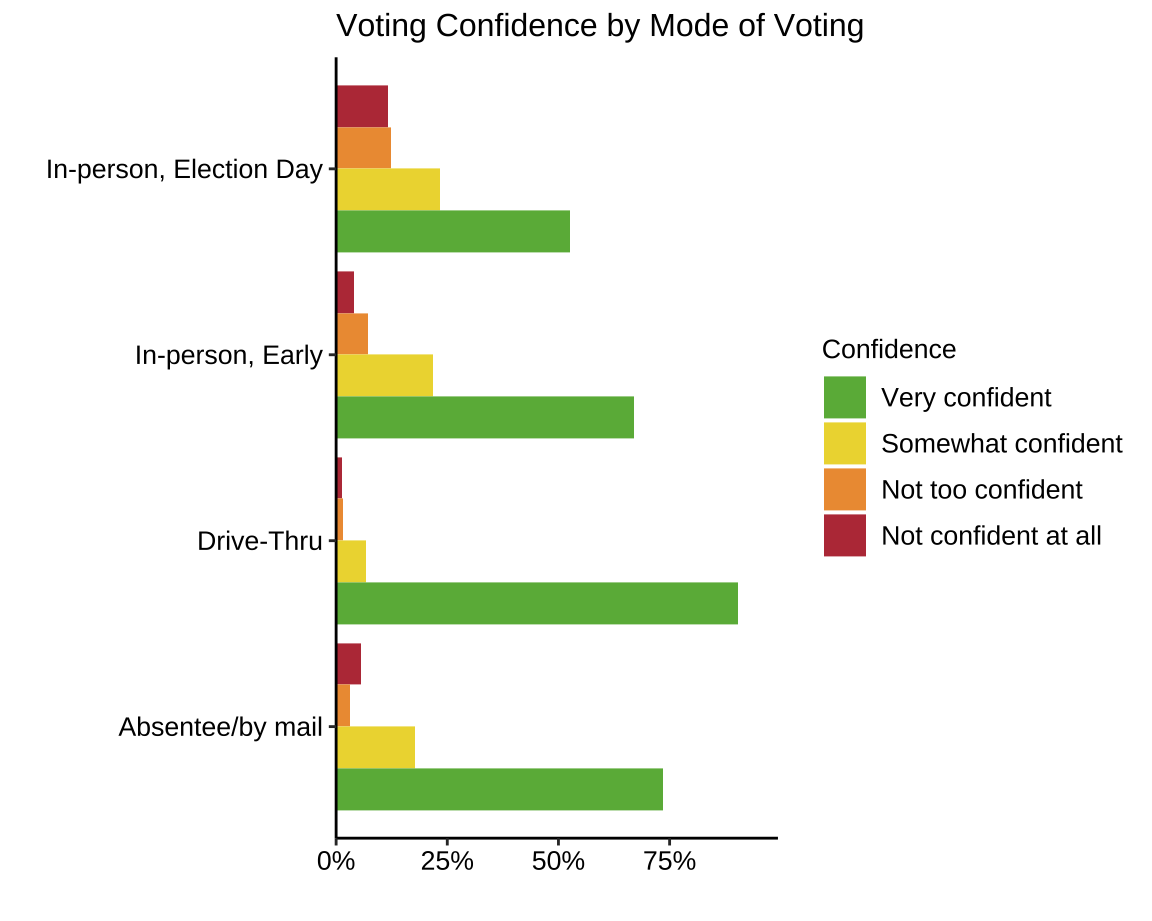 Voting Confidence by Mode of Voting
In-person, Election Day
In-person, Early
Drive-Thru
Absentee/by mail
0% 25% 50% 75%
Confidence
Very confident
Somewhat confident
Not too confident
Not confident at all